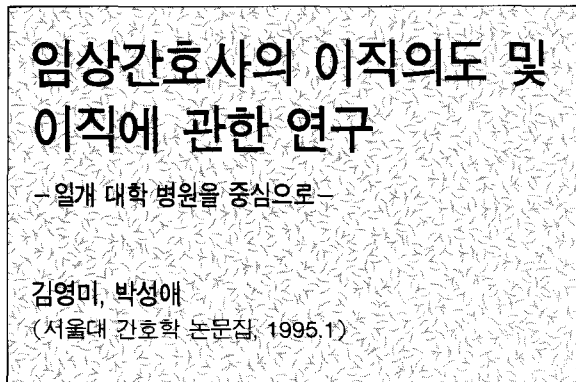 임상간호사의 이직의도 및
이직에 관한 연구
－일개 대학 병원을 중심으로－
김영미, 박성애
(서울대 간호학 논문집, 1995.1)